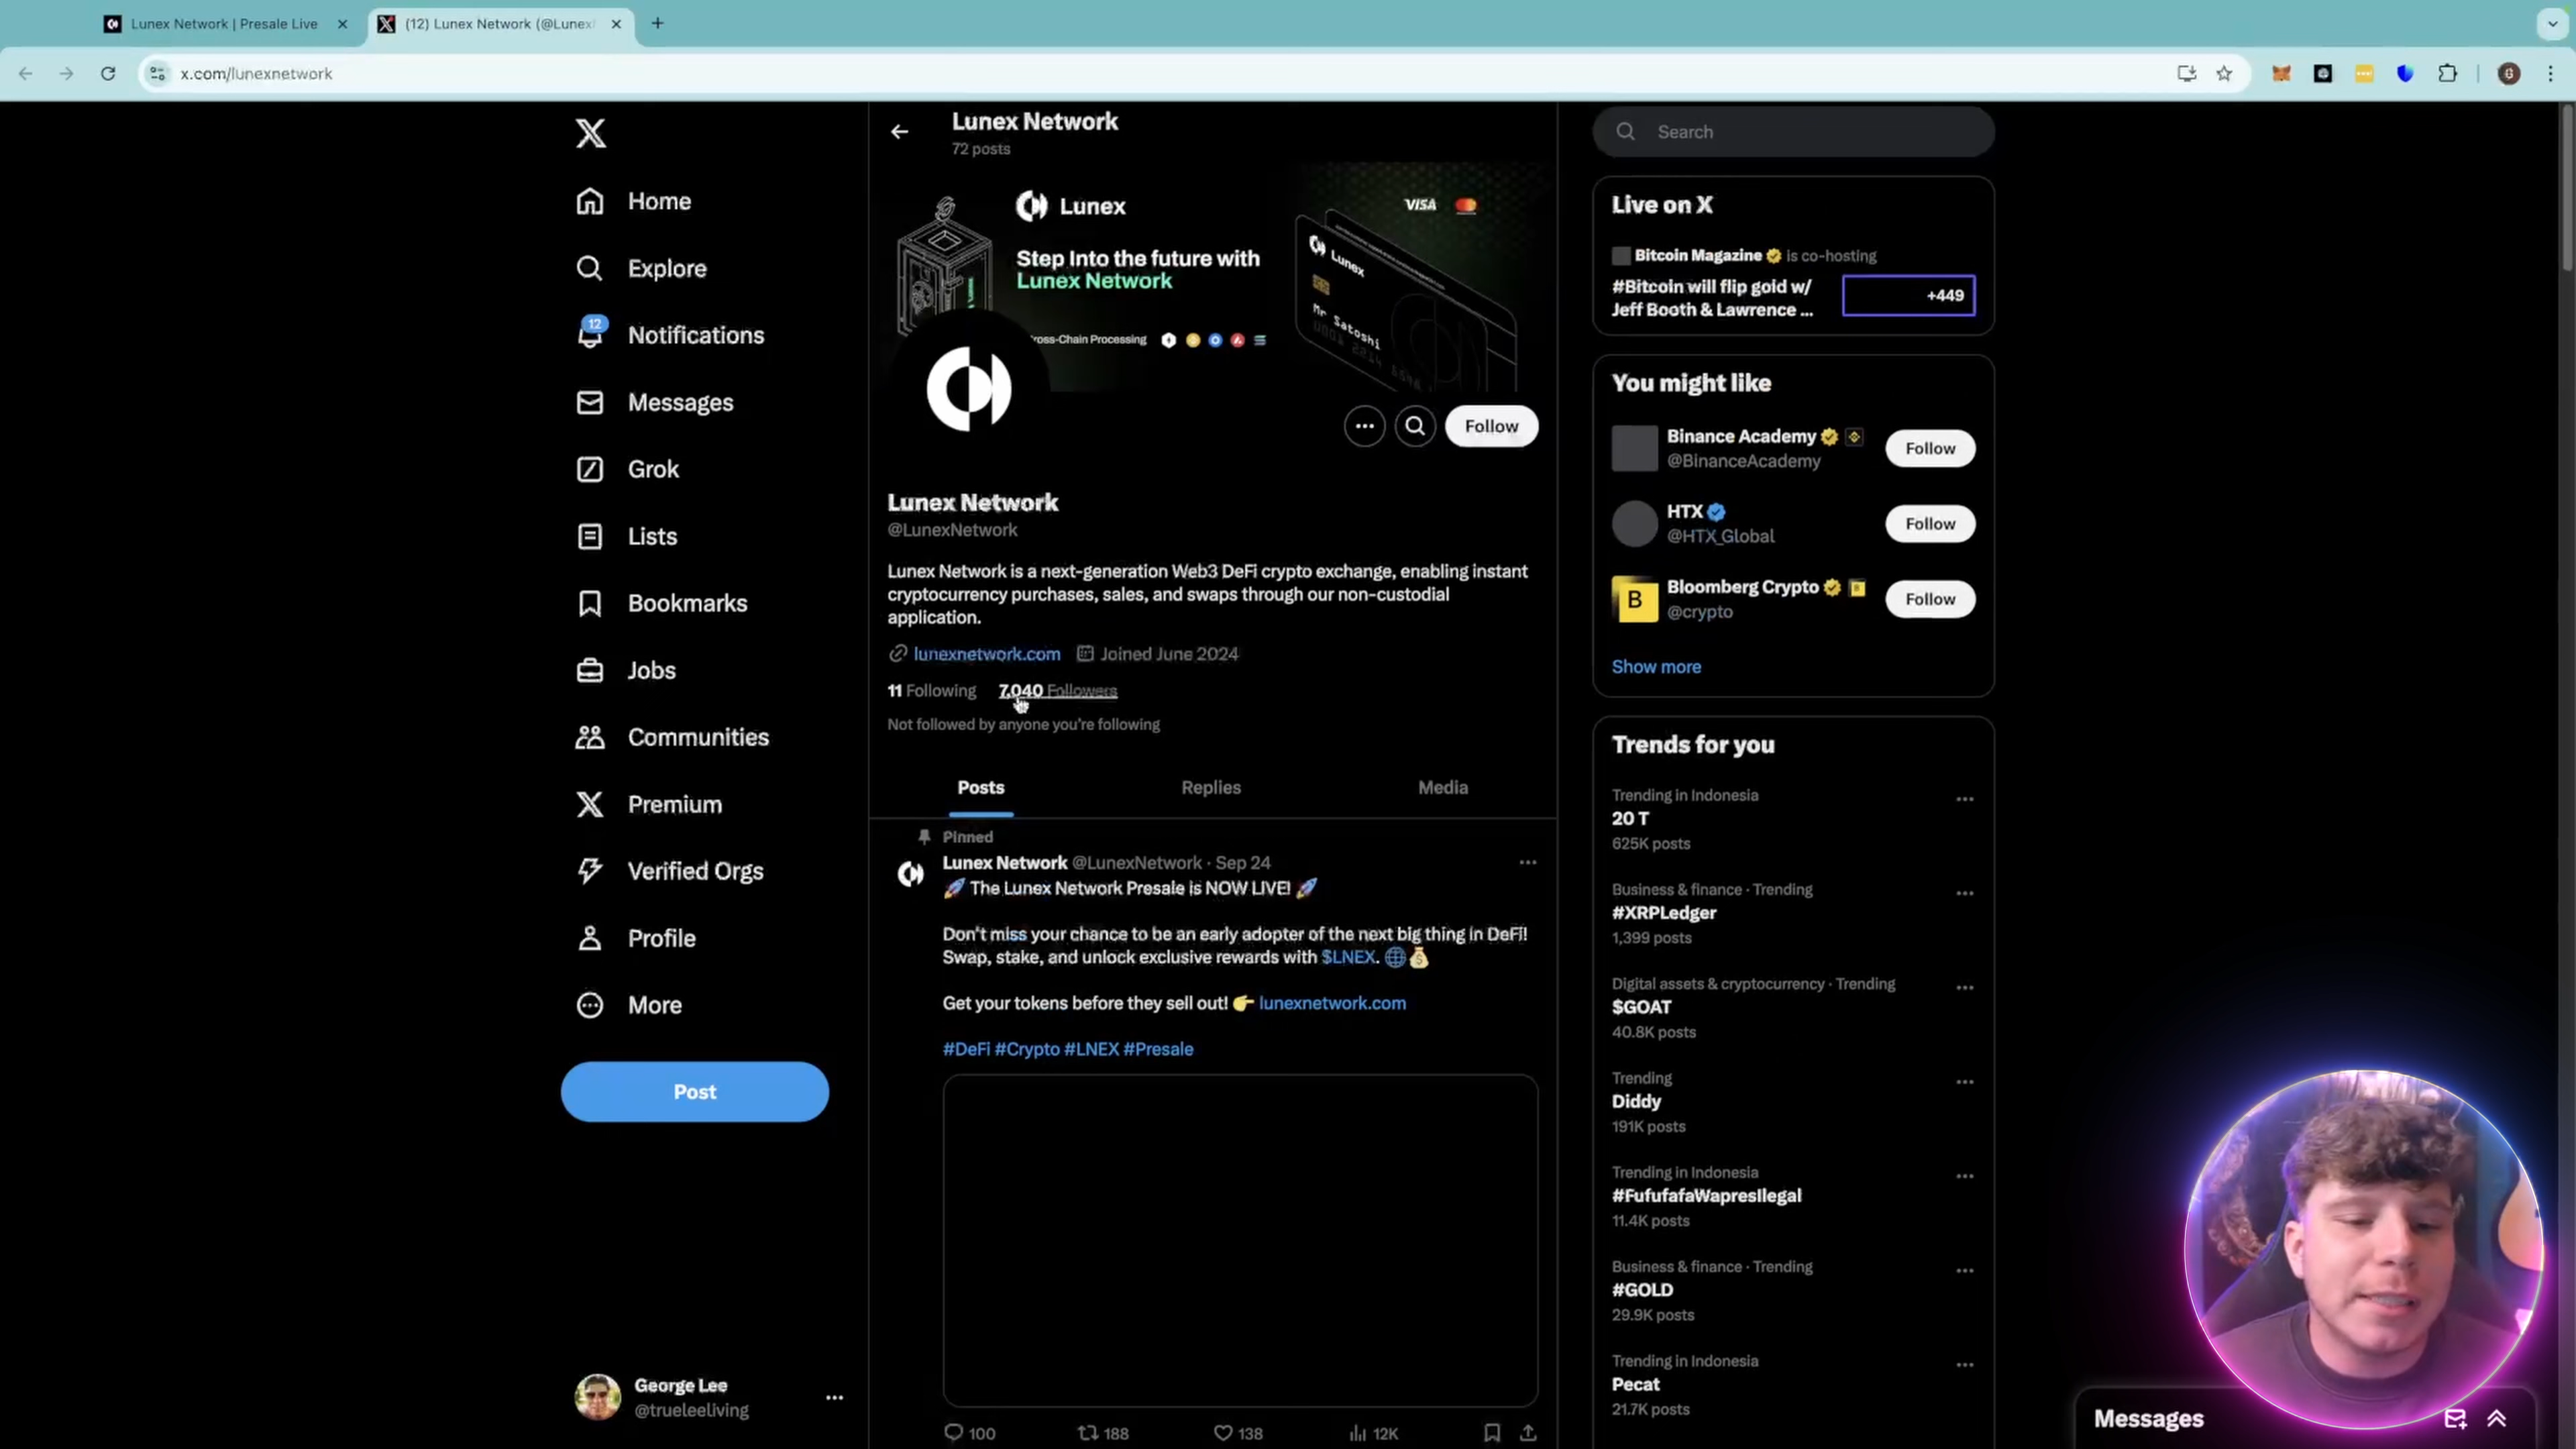 Lunex Network | Presale Live
(12) Lunex Network (@Lunex
x.com/lunexnetwork
Home
Explore
12
Notifications
Messages
Grok
Lists
Bookmarks
Jobs
Communities
Premium
Verified Orgs
Profile
More
Post
George Lee
@trueleeliving
Lunex Network
72 posts
Lunex
Step Into the future with
Lunex Network
ross-Chain Processing
VISA
Lunex
Mr Satoshi
Follow
Lunex Network
@LunexNetwork
Lunex Network is a next-generation Web3 DeFi crypto exchange, enabling instant
cryptocurrency purchases, sales, and swaps through our non-custodial
application.
lunexnetwork.com Joined June 2024
11 Following 7,040 Followers
Not followed by anyone you're following
Posts Replies Media
Pinned
Lunex Network @LunexNetwork · Sep 24
🚀 The Lunex Network Presale is NOW LIVE! 🚀
Don't miss your chance to be an early adopter of the next big thing in DeFi!
Swap, stake, and unlock exclusive rewards with $LNEX. 🌐💰
Get your tokens before they sell out! 👉 lunexnetwork.com
#DeFi #Crypto #LNEX #Presale
100 188 138 12K
Search
Live on X
Bitcoin Magazine is co-hosting
#Bitcoin will flip gold w/
Jeff Booth & Lawrence ...
+449
You might like
Binance Academy
@BinanceAcademy
Follow
HTX
@HTX_Global
Follow
B
Bloomberg Crypto
@crypto
Follow
Show more
Trends for you
Trending in Indonesia
20 T
625K posts
Business & finance · Trending
#XRPLedger
1,399 posts
Digital assets & cryptocurrency · Trending
$GOAT
40.8K posts
Trending
Diddy
191K posts
Trending in Indonesia
#FufufafaWapresIlegal
11.4K posts
Business & finance · Trending
#GOLD
29.9K posts
Trending in Indonesia
Pecat
21.7K posts
Messages